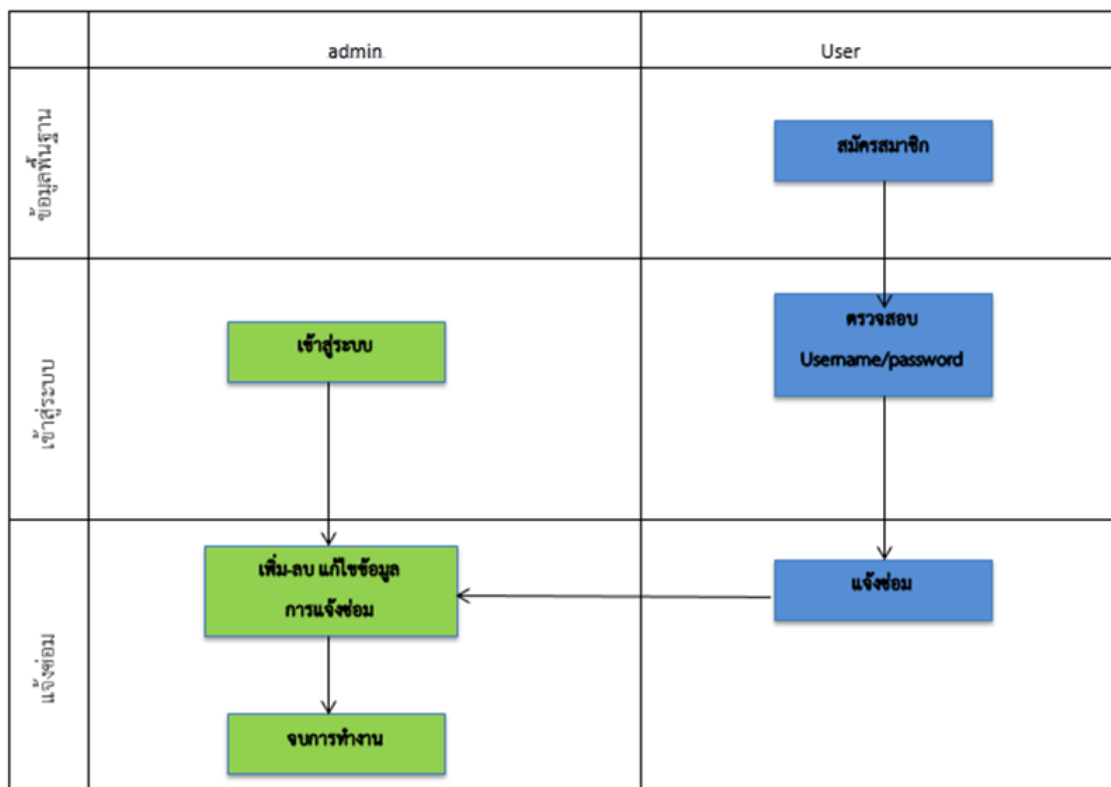 admin
User
ข้อมูลพื้นฐาน
สมัครสมาชิก
เข้าสู่ระบบ
เข้าสู่ระบบ
ตรวจสอบ
Username/password
แจ้งซ่อม
เพิ่ม-ลบ แก้ไขข้อมูล
การแจ้งซ่อม
แจ้งซ่อม
จบการทำงาน